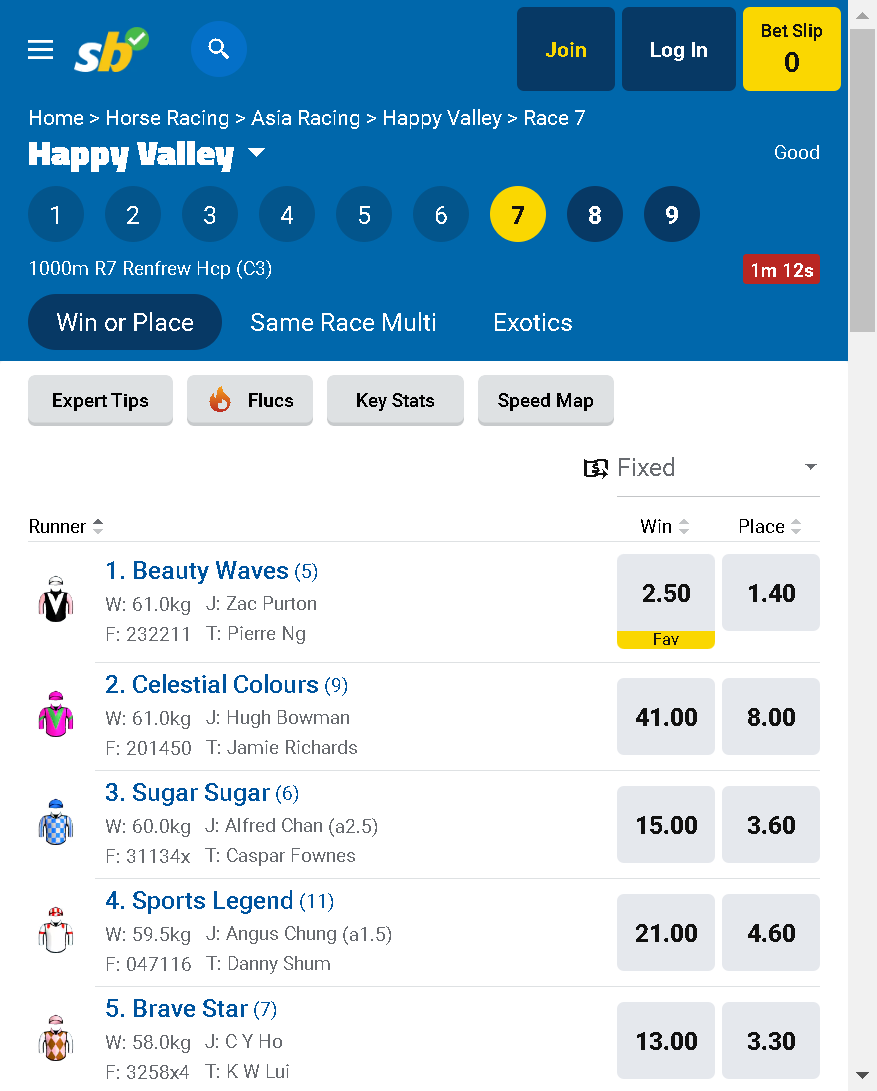 sb
Join
Log In
Bet Slip
0
Home > Horse Racing > Asia Racing > Happy Valley > Race 7
Happy Valley
Good
1 2 3 4 5 6 7 8 9
1000m R7 Renfrew Hcp (C3)
1m 12s
Win or Place Same Race Multi Exotics
Expert Tips Flucs Key Stats Speed Map
Fixed
Runner Win Place
1. Beauty Waves (5)
W: 61.0kg J: Zac Purton
F: 232211 T: Pierre Ng
2.50 1.40
Fav
2. Celestial Colours (9)
W: 61.0kg J: Hugh Bowman
F: 201450 T: Jamie Richards
41.00 8.00
3. Sugar Sugar (6)
W: 60.0kg J: Alfred Chan (a2.5)
F: 31134x T: Caspar Fownes
15.00 3.60
4. Sports Legend (11)
W: 59.5kg J: Angus Chung (a1.5)
F: 047116 T: Danny Shum
21.00 4.60
5. Brave Star (7)
W: 58.0kg J: C Y Ho
F: 3258x4 T: K W Lui
13.00 3.30